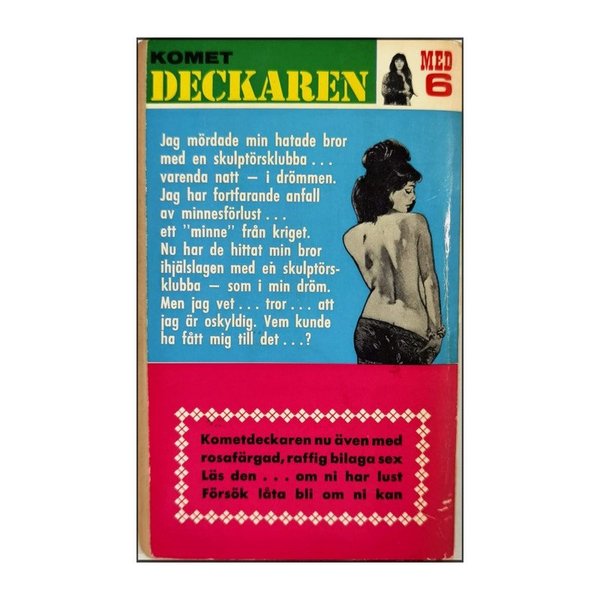 KOMET
DECKAREN
MED
6
Jag mördade min hatade bror
med en skulptörsklubba . . .
varenda natt — i drömmen.
Jag har fortfarande anfall
av minnesförlust . . .
ett "minne" från kriget.
Nu har de hittat min bror
ihjälslagen med en skulptörs-
klubba — som i min dröm.
Men jag vet . . . tror . . . att
jag är oskyldig. Vem kunde
ha fått mig till det . . .?
Kometdeckaren nu även med
rosafärgad, raffig bilaga sex
Läs den . . . om ni har lust
Försök låta bli om ni kan